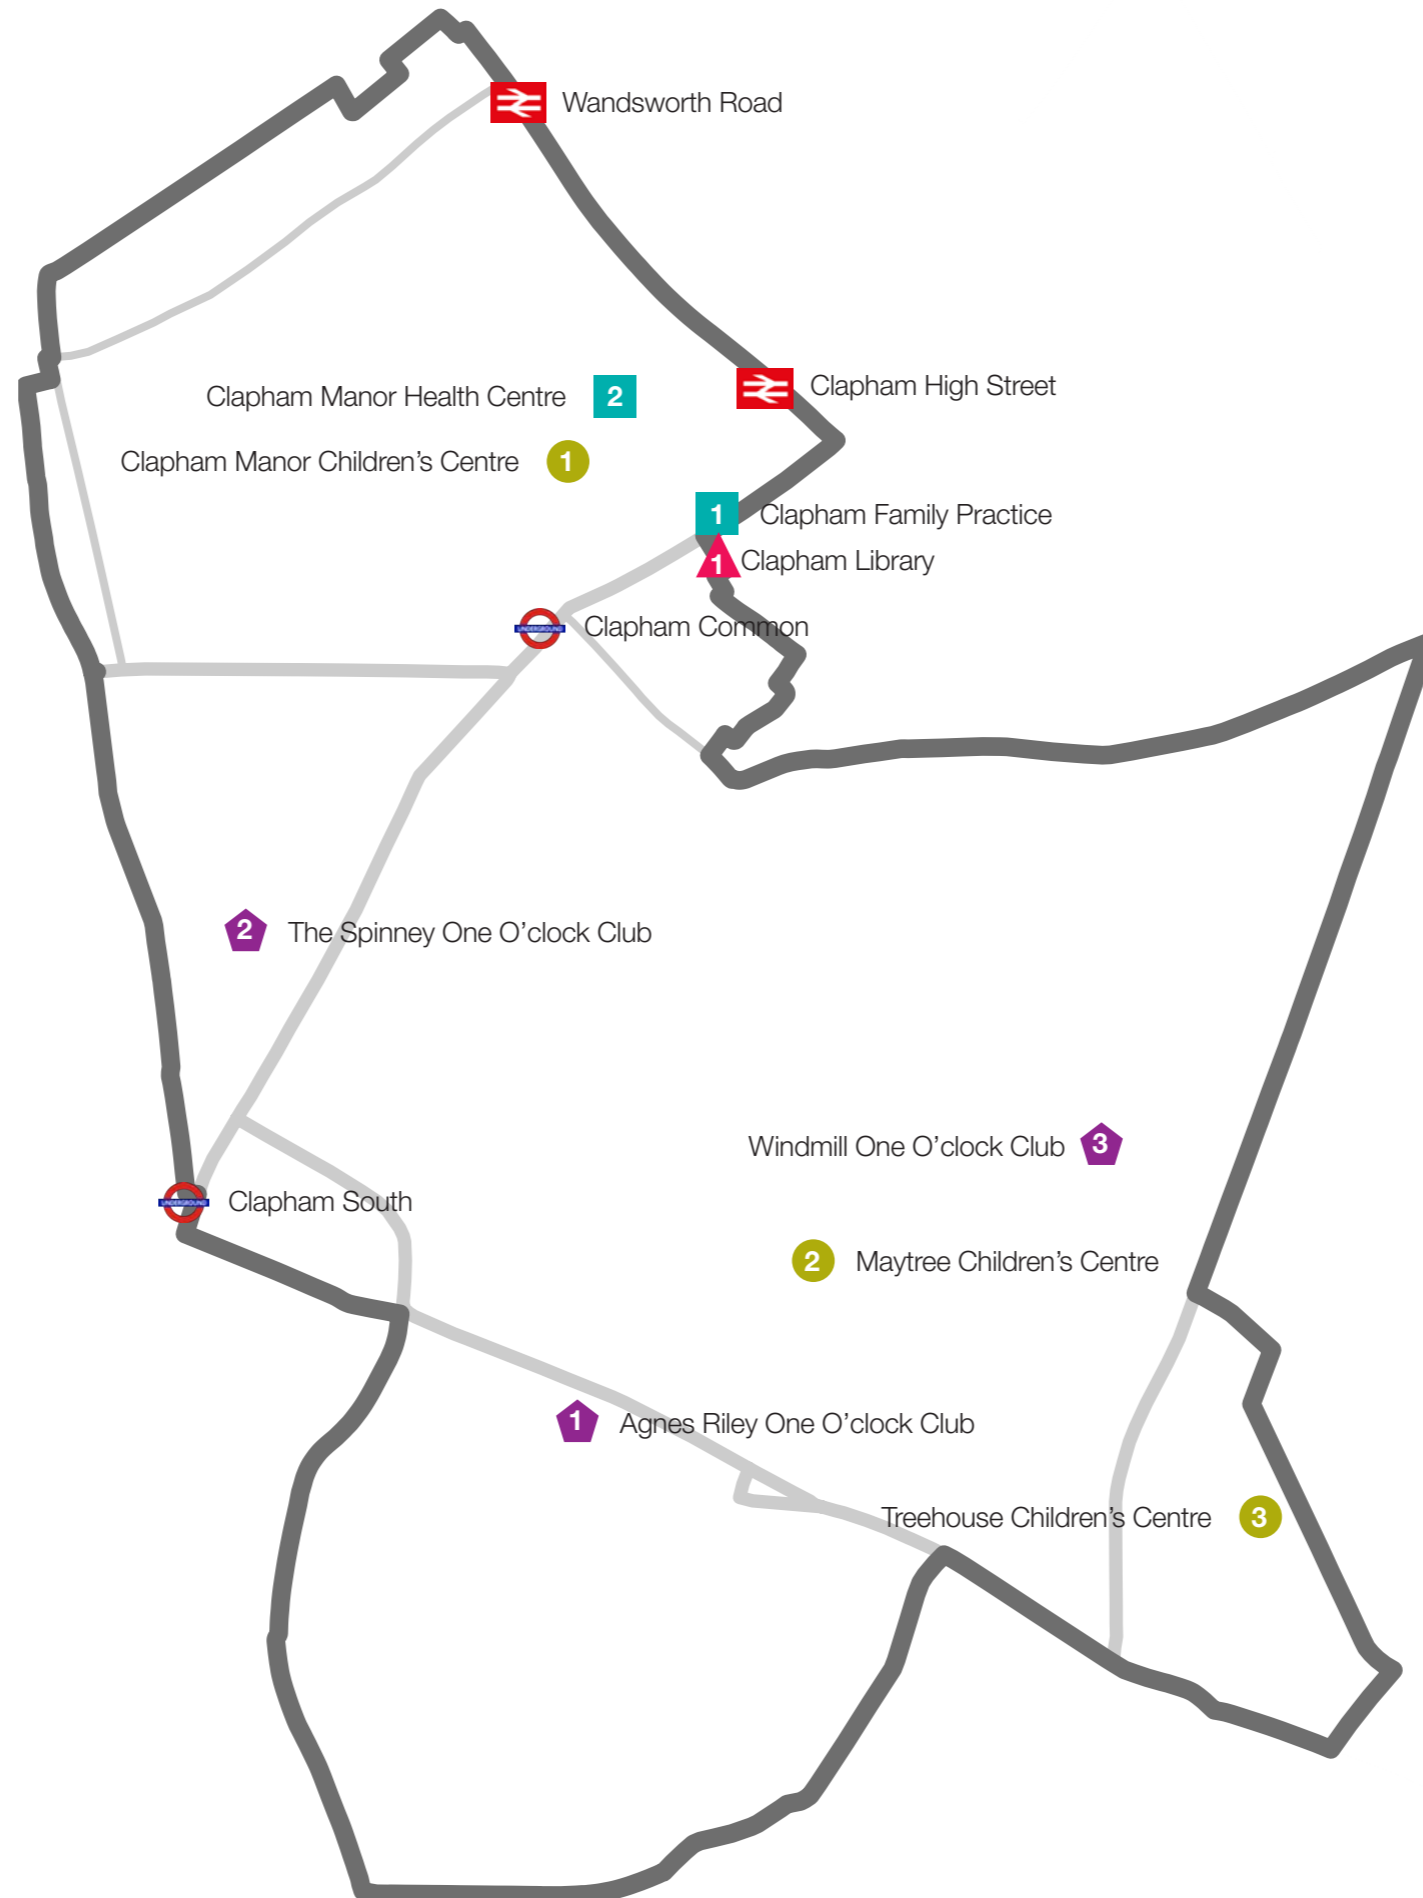 Wandsworth Road
Clapham Manor Health Centre 2
Clapham High Street
Clapham Manor Children's Centre 1
1 Clapham Family Practice
1 Clapham Library
UNDERGROUND Clapham Common
2 The Spinney One O'clock Club
Windmill One O'clock Club 3
UNDERGROUND Clapham South
2 Maytree Children's Centre
1 Agnes Riley One O'clock Club
Treehouse Children's Centre 3